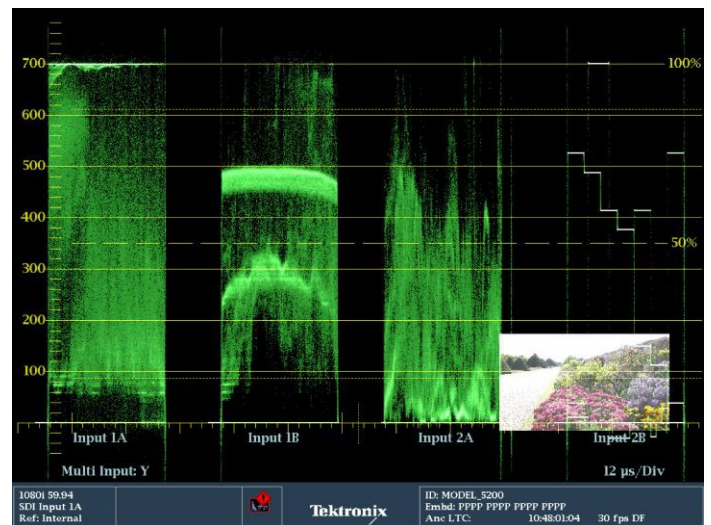 700
100%
600
500
400
50%
300
200
100
Input 1A
Input 1B
Input 2A
Input 2B
Multi Input: Y
12 µs/Div
1080i 59.94
SDI Input 1A
Ref: Internal
Tektronix
ID: MODEL_5200
Embd: PPPP PPPP PPPP PPPP
Anc LTC: 10:48:01:04 30 fps DF